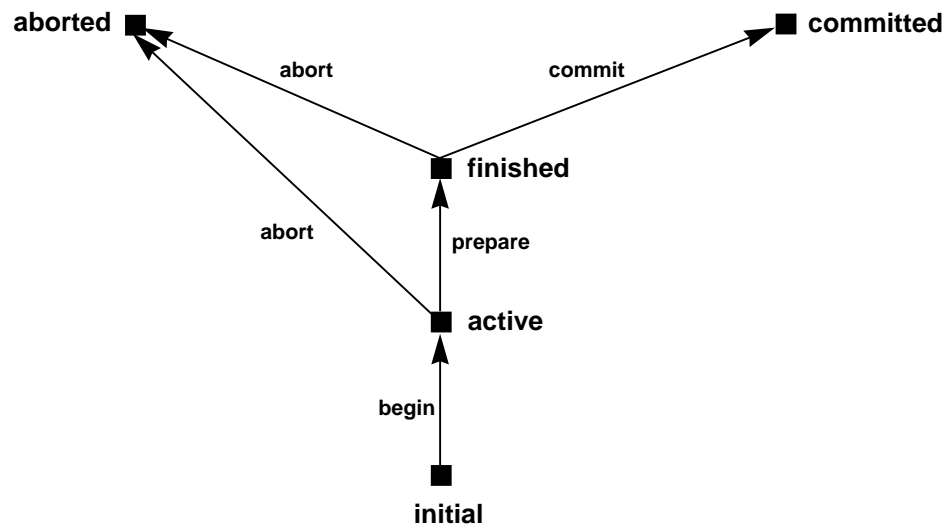 aborted
committed
abort
commit
finished
abort
prepare
active
begin
initial